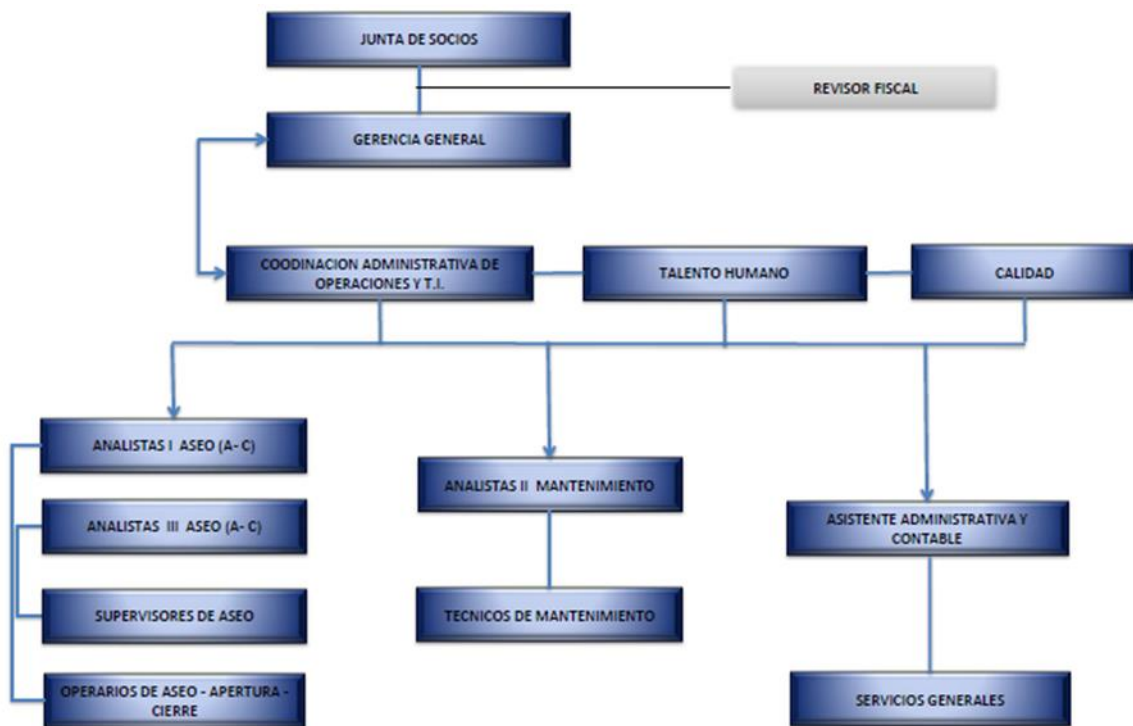 JUNTA DE SOCIOS
REVISOR FISCAL
GERENCIA GENERAL
COODINACION ADMINISTRATIVA DE
OPERACIONES Y T.I.
TALENTO HUMANO
CALIDAD
ANALISTAS I ASEO (A- C)
ANALISTAS II MANTENIMIENTO
ANALISTAS III ASEO (A- C)
ASISTENTE ADMINISTRATIVA Y
CONTABLE
SUPERVISORES DE ASEO
TECNICOS DE MANTENIMIENTO
OPERARIOS DE ASEO - APERTURA -
CIERRE
SERVICIOS GENERALES